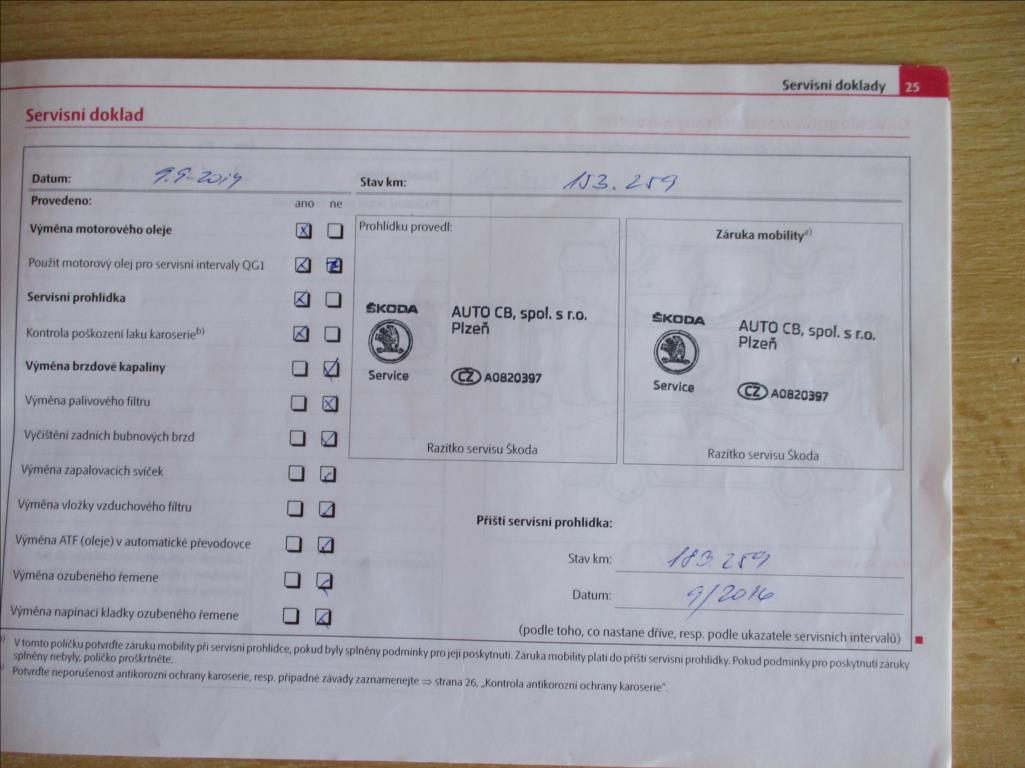 Servisní doklady 25
Servisní doklad
Datum: 9.9.2014 Stav km: 153.259
Provedeno: ano ne
Výměna motorového oleje
Použit motorový olej pro servisní intervaly QG1
Servisní prohlídka
Kontrola poškození laku karoserie b)
Výměna brzdové kapaliny
Výměna palivového filtru
Vyčištění zadních bubnových brzd
Výměna zapalovacích svíček
Výměna vložky vzduchového filtru
Výměna ATF (oleje) v automatické převodovce
Výměna ozubeného řemene
Výměna napínací kladky ozubeného řemene
Prohlídku provedl:
ŠKODA
Service
AUTO CB, spol. s r.o.
Plzeň
CZ A0820397
Razítko servisu Škoda
Záruka mobility a)
ŠKODA
Service
AUTO CB, spol. s r.o.
Plzeň
CZ A0820397
Razítko servisu Škoda
Příští servisní prohlídka:
Stav km: 183.259
Datum: 9/2016
(podle toho, co nastane dříve, resp. podle ukazatele servisních intervalů)
V tomto políčku potvrďte záruku mobility při servisní prohlídce, pokud byly splněny podmínky pro její poskytnutí. Záruka mobility platí do příští servisní prohlídky. Pokud podmínky pro poskytnutí záruky
splněny nebyly, políčko proškrtněte.
Potvrďte neporušenost antikorozní ochrany karoserie, resp. případné závady zaznamenejte ⇒ strana 26, „Kontrola antikorozní ochrany karoserie“.